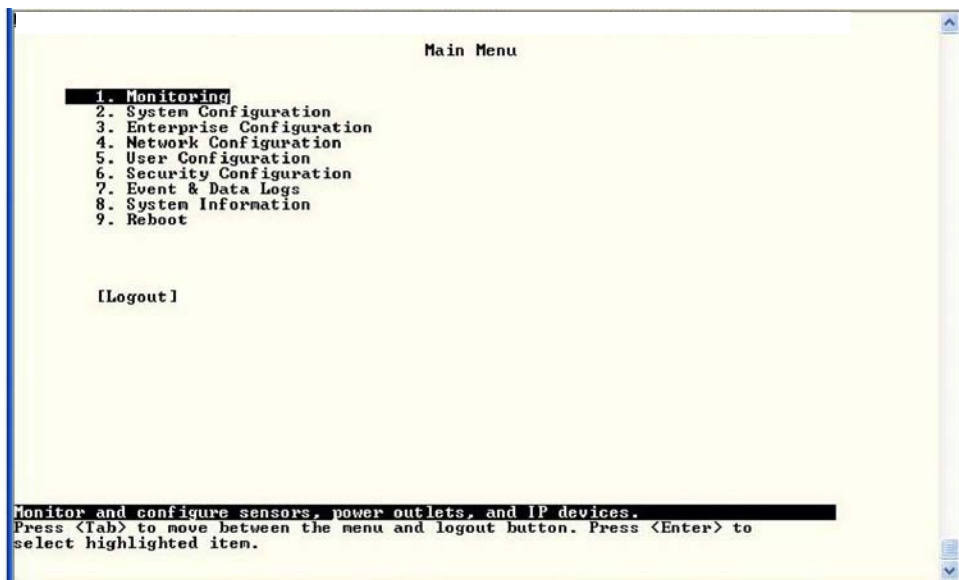 Main Menu
1. Monitoring
2. System Configuration
3. Enterprise Configuration
4. Network Configuration
5. User Configuration
6. Security Configuration
7. Event & Data Logs
8. System Information
9. Reboot
[Logout]
Monitor and configure sensors, power outlets, and IP devices.
Press <Tab> to move between the menu and logout button. Press <Enter> to
select highlighted item.